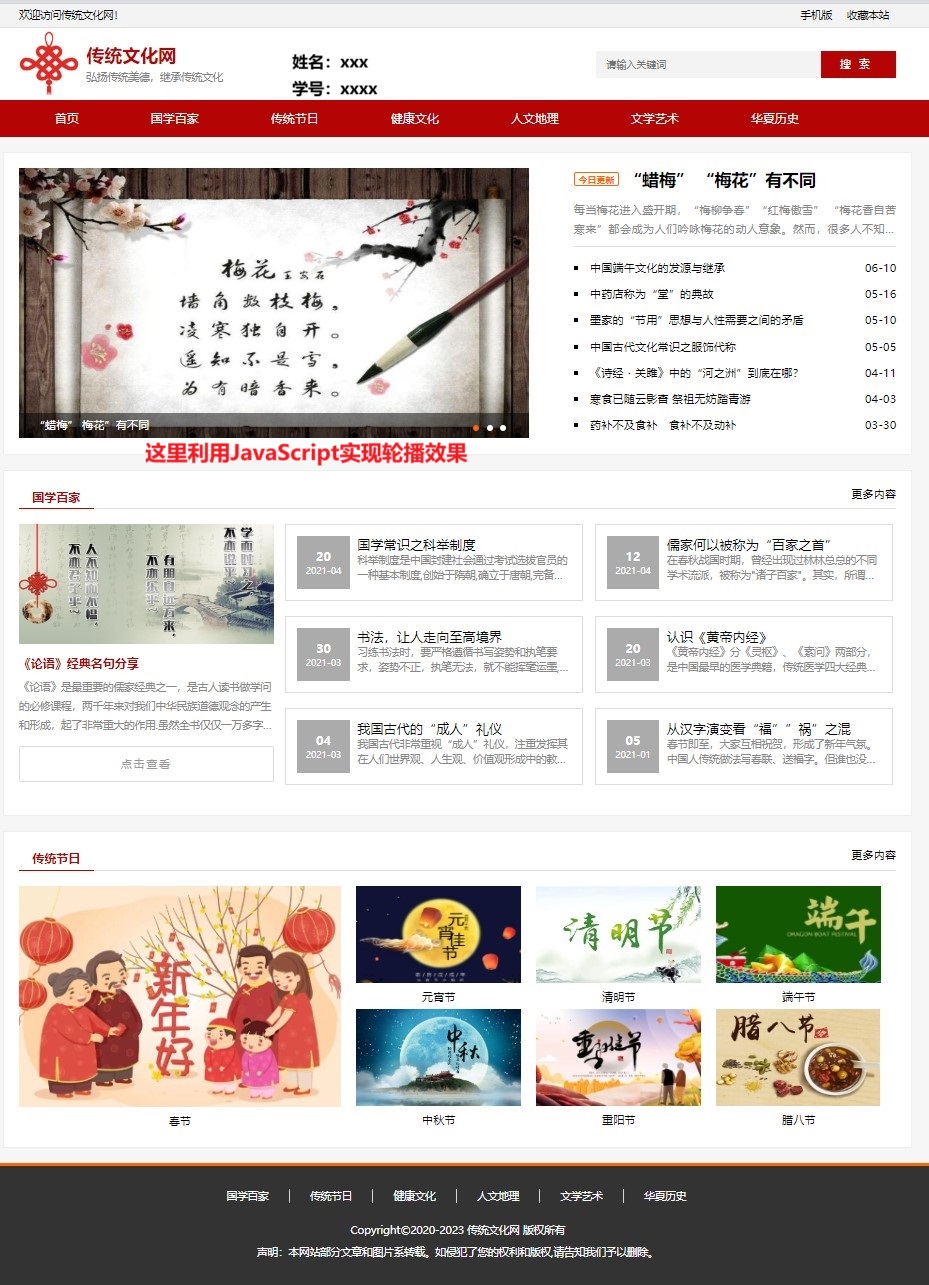 欢迎访问传统文化网!
手机版 收藏本站
传统文化网
弘扬传统美德，继承传统文化
姓名：xxx
学号：xxxx
请输入关键词
搜 索
首页 国学百家 传统节日 健康文化 人文地理 文学艺术 华夏历史
梅花 王安石
墙角数枝梅。
凌寒独自开。
遥知不是雪。
为有暗香来。
“蜡梅” 梅花”有不同
这里利用JavaScript实现轮播效果
今日更新 “蜡梅” “梅花”有不同
每当梅花进入盛开期，“梅柳争春” “红梅傲雪” “梅花香自苦
寒来”都会成为人们吟咏梅花的动人意象。然而，很多人不知...
中国端午文化的发源与继承 06-10
中药店称为“堂”的典故 05-16
墨家的“节用”思想与人性需要之间的矛盾 05-10
中国古代文化常识之服饰代称 05-05
《诗经·关雎》中的“河之洲”到底在哪? 04-11
寒食已随云影杳 祭祖无妨踏青游 04-03
药补不及食补 食补不及动补 03-30
国学百家
更多内容
学而时习之，
不亦说乎？
有朋自远方来，
不亦乐乎？
人不知而不愠，
不亦君子乎？
《论语》经典名句分享
《论语》是最重要的儒家经典之一，是古人读书做学问
的必修课程，两千年来对我们中华民族道德观念的产生
和形成，起了非常重大的作用.虽然全书仅仅一万多字...
点击查看
20
2021-04
国学常识之科举制度
科举制度是中国封建社会通过考试选拔官员的
一种基本制度,创始于隋朝,确立于唐朝,完备...
12
2021-04
儒家何以被称为“百家之首”
在春秋战国时期，曾经出现过林林总总的不同
学术流派，被称为"诸子百家"。其实，所谓...
30
2021-03
书法，让人走向至高境界
习练书法时，要严格遵循书写姿势和执笔要
求，姿势不正，执笔无法，就不能挥笔运墨,...
20
2021-03
认识《黄帝内经》
《黄帝内经》分《灵枢》、《素问》两部分，
是中国最早的医学典籍，传统医学四大经典...
04
2021-03
我国古代的“成人”礼仪
我国古代非常重视“成人”礼仪，注重发挥其
在人们世界观、人生观、价值观形成中的教...
05
2021-01
从汉字演变看“福””祸”之混
春节即至，大家互相祝贺，形成了新年气氛。
中国人传统做法写春联、送福字。但谁也没...
传统节日
更多内容
新年好
春节
元宵佳节
元宵节
清明节
清明节
端午
DRAGON BOAT FESTIVAL
端午节
中秋
中秋节
重阳佳节
重阳节
腊八节
腊八节
国学百家 | 传统节日 | 健康文化 | 人文地理 | 文学艺术 | 华夏历史
Copyright©2020-2023 传统文化网 版权所有
声明：本网站部分文章和图片系转载。如侵犯了您的权利和版权,请告知我们予以删除。